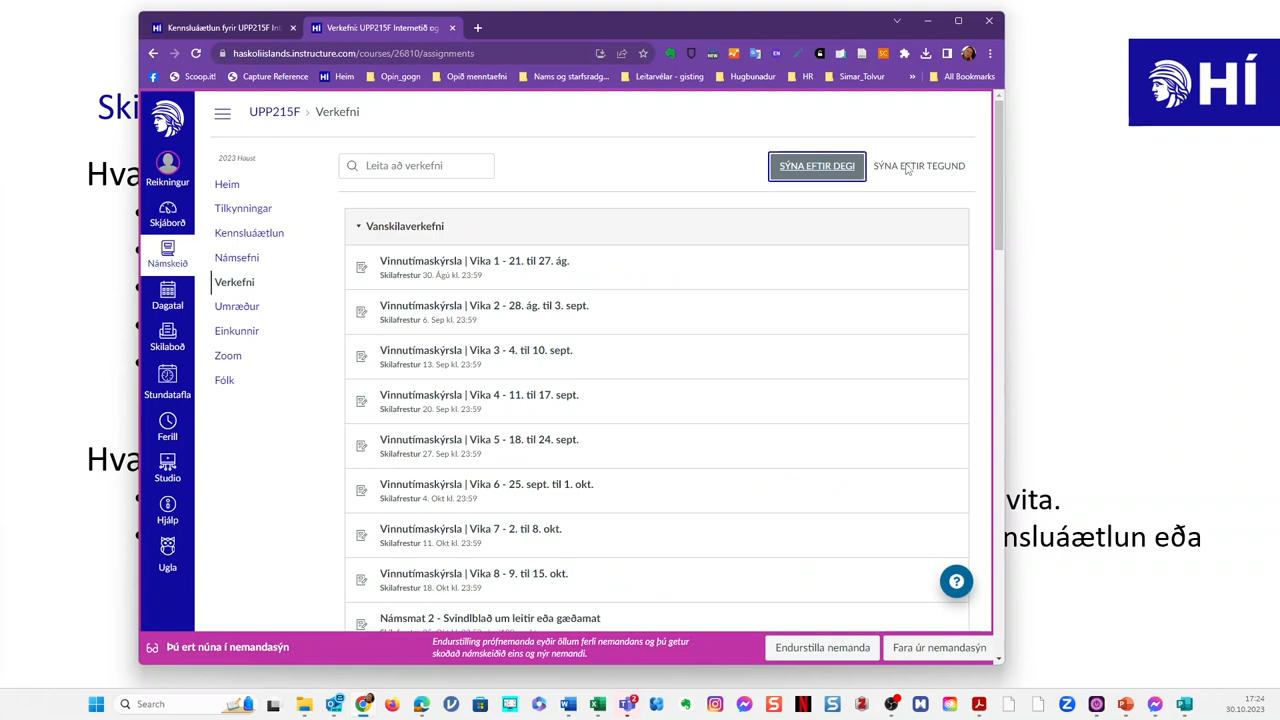 Kennsluáætlun fyrir UPP215F
Verkefni: UPP215F Internetið og
haskoliislands.instructure.com/courses/26810/assignments
Scoop.it!
Capture Reference
Heim
Opin_gogn
Opið menntaefni
Nams og starfsradg...
Leitarvélar - gisting
Hugbunadur
HR
Simar_Tolvur
»
All Bookmarks
HÍ
Ski
Hva
Hva
vita.
nsluáætlun eða
Reikningur
Skjáborð
Námskeið
Dagatal
Skilaboð
Stundatafla
Ferill
Studio
Hjálp
Ugla
UPP215F › Verkefni
2023 Haust
Heim
Tilkynningar
Kennsluáætlun
Námsefni
Verkefni
Umræður
Einkunnir
Zoom
Fólk
Leita að verkefni
SÝNA EFTIR DEGI
SÝNA EFTIR TEGUND
Vanskilaverkefni
Vinnutímaskýrsla | Vika 1 - 21. til 27. ág.
Skilafrestur 30. Ágú kl. 23:59
Vinnutímaskýrsla | Vika 2 - 28. ág. til 3. sept.
Skilafrestur 6. Sep kl. 23:59
Vinnutímaskýrsla | Vika 3 - 4. til 10. sept.
Skilafrestur 13. Sep kl. 23:59
Vinnutímaskýrsla | Vika 4 - 11. til 17. sept.
Skilafrestur 20. Sep kl. 23:59
Vinnutímaskýrsla | Vika 5 - 18. til 24. sept.
Skilafrestur 27. Sep kl. 23:59
Vinnutímaskýrsla | Vika 6 - 25. sept. til 1. okt.
Skilafrestur 4. Okt kl. 23:59
Vinnutímaskýrsla | Vika 7 - 2. til 8. okt.
Skilafrestur 11. Okt kl. 23:59
Vinnutímaskýrsla | Vika 8 - 9. til 15. okt.
Skilafrestur 18. Okt kl. 23:59
Námsmat 2 - Svindlblað um leitir eða gæðamat
Þú ert núna í nemandasýn
Endurstilling prófnemanda eyðir öllum ferli nemandans og þú getur
skoðað námskeiðið eins og nýr nemandi.
Endurstilla nemanda
Fara úr nemandasýn
Search
17:24
30.10.2023